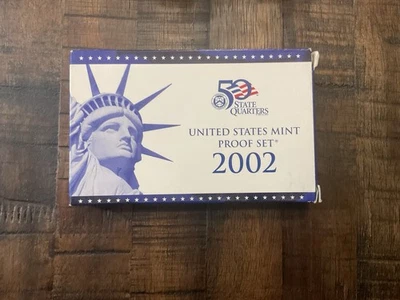 50
STATE
QUARTERS
UNITED STATES MINT
PROOF SET®
2002